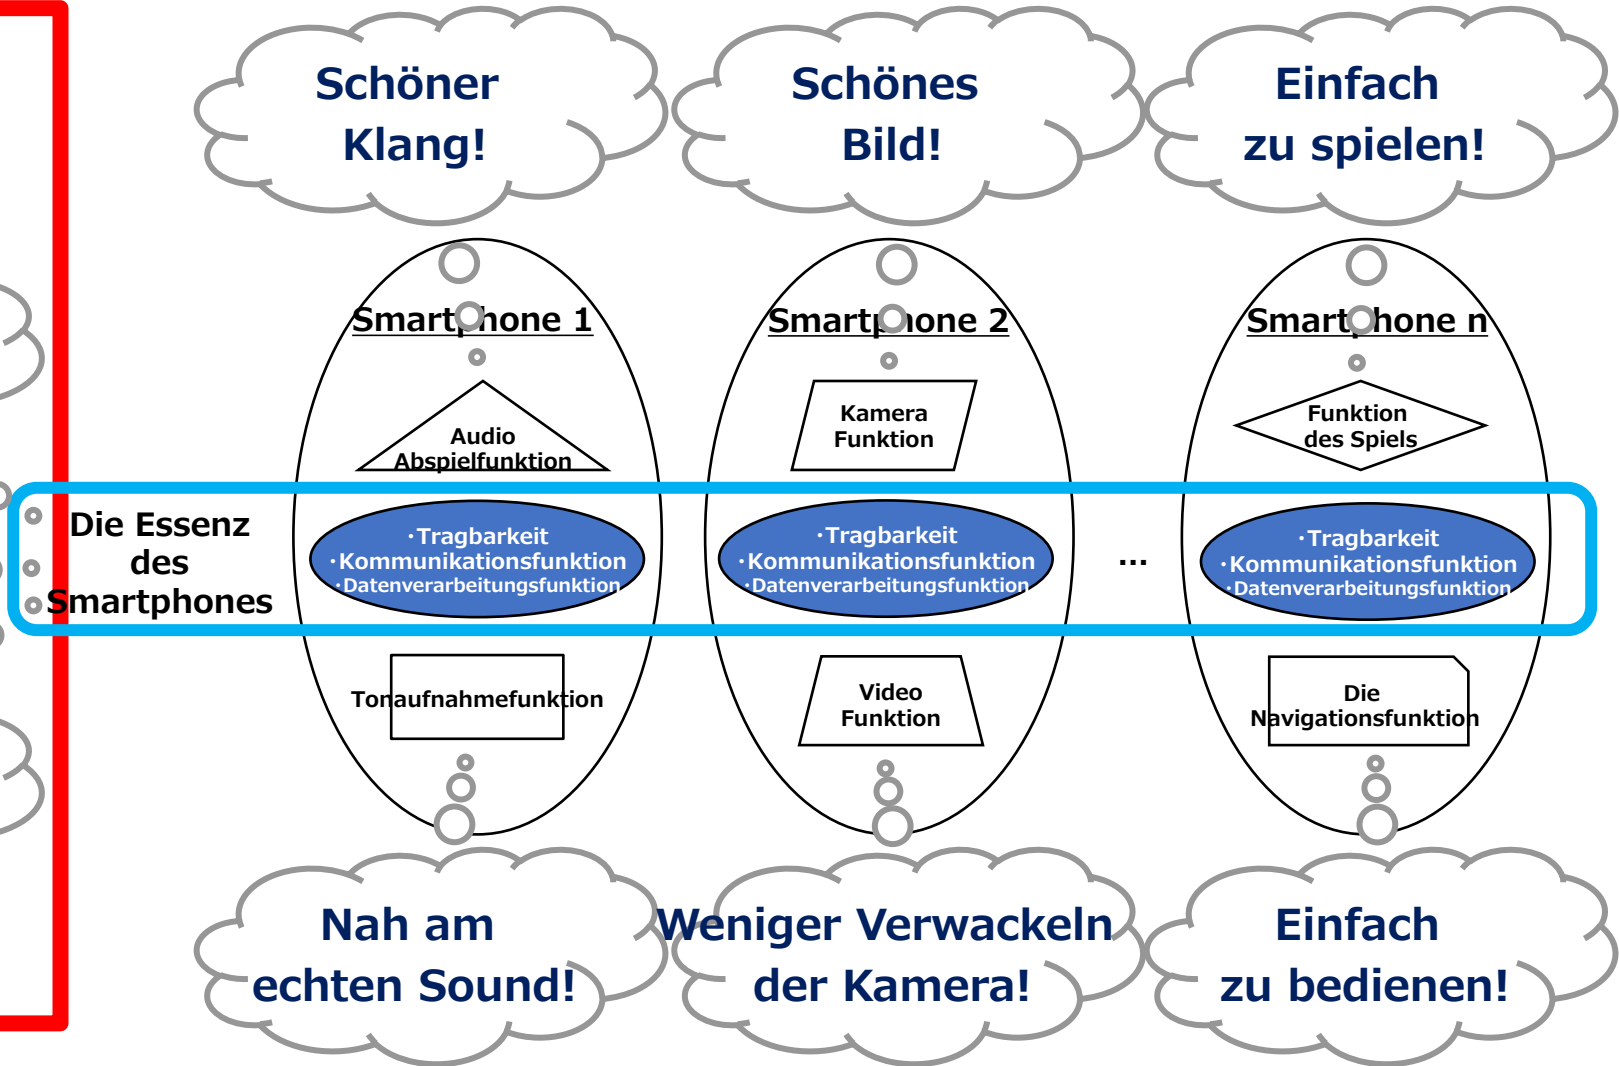 Schöner
Klang!
Schönes
Bild!
Einfach
zu spielen!
Smartphone 1
Smartphone 2
Smartphone n
Audio
Abspielfunktion
Kamera
Funktion
Funktion
des Spiels
Die Essenz
des
Smartphones
・Tragbarkeit
・Kommunikationsfunktion
・Datenverarbeitungsfunktion
・Tragbarkeit
・Kommunikationsfunktion
・Datenverarbeitungsfunktion
…
・Tragbarkeit
・Kommunikationsfunktion
・Datenverarbeitungsfunktion
Tonaufnahmefunktion
Video
Funktion
Die
Navigationsfunktion
Nah am
echten Sound!
Weniger Verwackeln
der Kamera!
Einfach
zu bedienen!